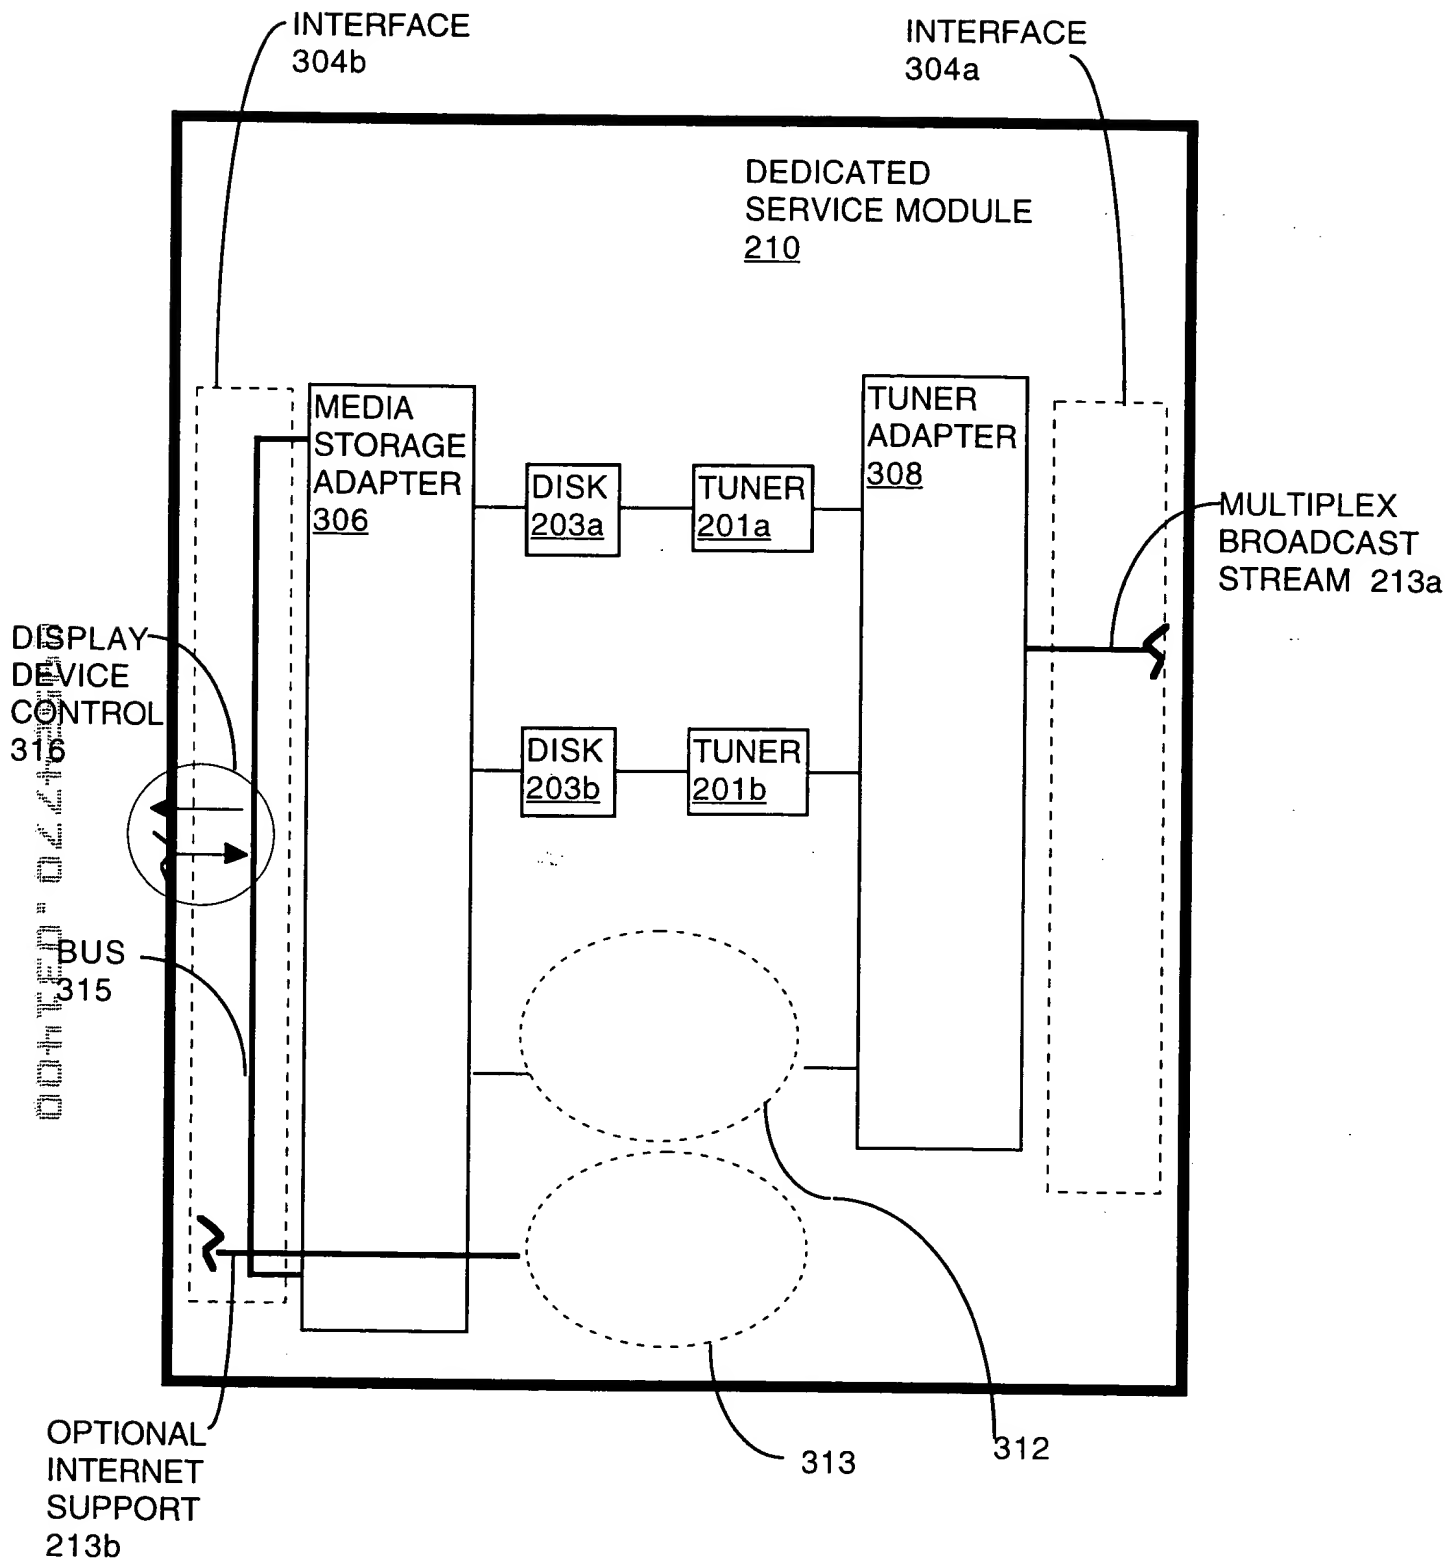 INTERFACE
304b
INTERFACE
304a
DEDICATED
SERVICE MODULE
210
MEDIA
STORAGE
ADAPTER
306
TUNER
ADAPTER
308
DISK
203a
TUNER
201a
MULTIPLEX
BROADCAST
STREAM 213a
DISPLAY
DEVICE
CONTROL
316
DISK
203b
TUNER
201b
BUS
315
OPTIONAL
INTERNET
SUPPORT
213b
313
312